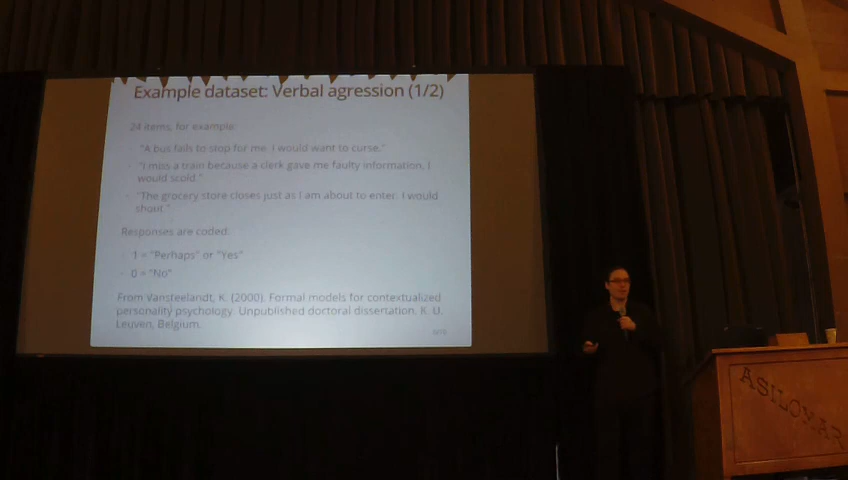 Example dataset: Verbal agression (1/2)
24 items, for example:
"A bus fails to stop for me. I would want to curse."
"I miss a train because a clerk gave me faulty information. I
would scold."
"The grocery store closes just as I am about to enter. I would
shout."
Responses are coded:
1 = "Perhaps" or "Yes"
0 = "No"
From Vansteelandt, K. (2000). Formal models for contextualized
personality psychology. Unpublished dortoral dissertation, K. U.
Leuven, Belgium.
ASILOMAR